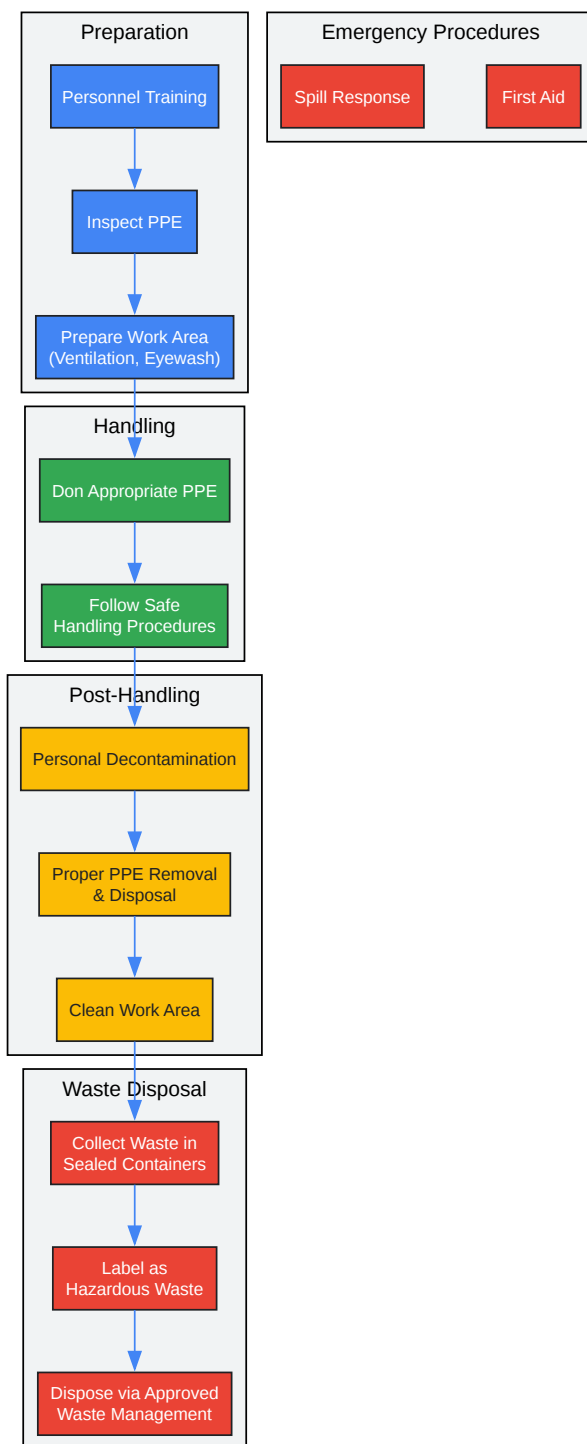 Preparation
Personnel Training
Inspect PPE
Prepare Work Area
(Ventilation, Eyewash)
Emergency Procedures
Spill Response
First Aid
Handling
Don Appropriate PPE
Follow Safe
Handling Procedures
Post-Handling
Personal Decontamination
Proper PPE Removal
& Disposal
Clean Work Area
Waste Disposal
Collect Waste in
Sealed Containers
Label as
Hazardous Waste
Dispose via Approved
Waste Management